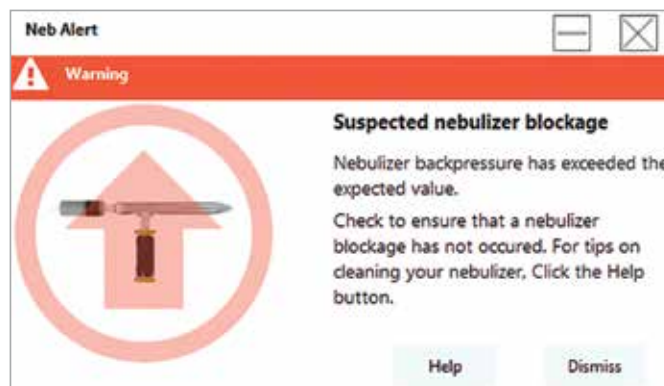 Neb Alert
Warning
Suspected nebulizer blockage
Nebulizer backpressure has exceeded the
expected value.
Check to ensure that a nebulizer
blockage has not occured. For tips on
cleaning your nebulizer, Click the Help
button.
Help
Dismiss